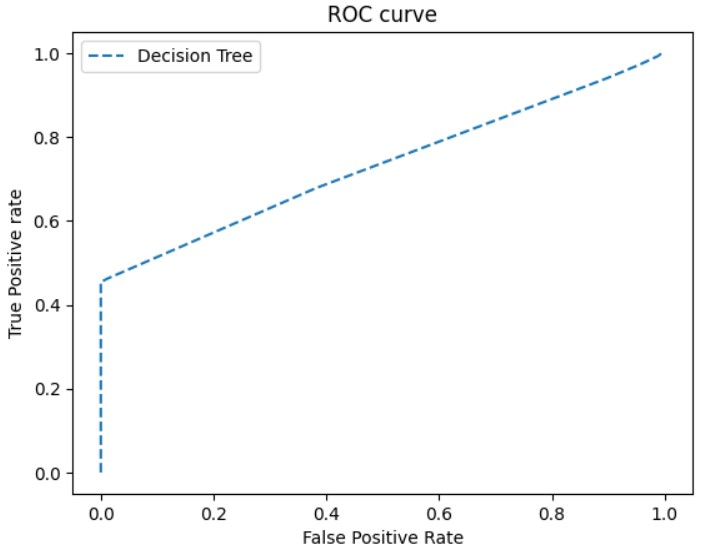 ROC curve
Decision Tree
1.0
0.8
0.6
0.4
0.2
0.0
True Positive rate
0.0 0.2 0.4 0.6 0.8 1.0
False Positive Rate